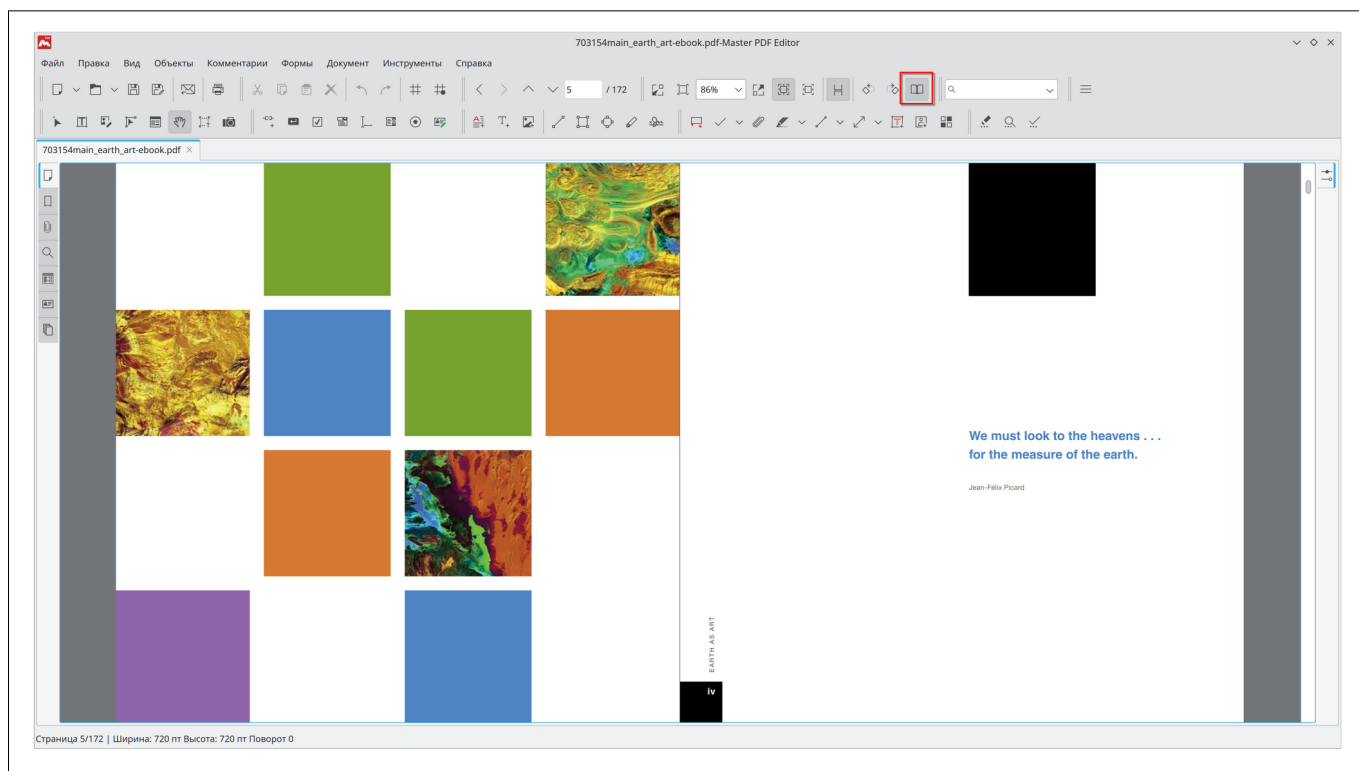 703154main_earth_art-ebook.pdf-Master PDF Editor
Файл Правка Вид Объекты Комментарии Формы Документ Инструменты Справка
5 / 172 86%
703154main_earth_art-ebook.pdf
We must look to the heavens . . .
for the measure of the earth.
Jean-Félix Picard
EARTH AS ART
iv
Страница 5/172 | Ширина: 720 пт Высота: 720 пт Поворот 0